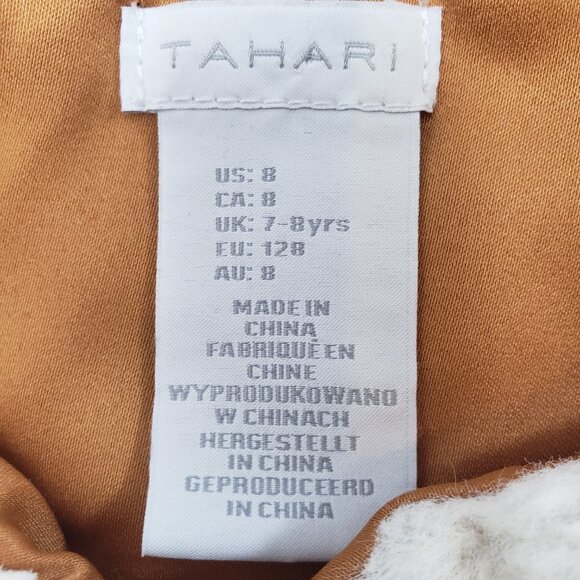 TAHARI
US: 8
CA: 8
UK: 7-8yrs
EU: 128
AU: 8
MADE IN
CHINA
FABRIQUÉ EN
CHINE
WYPRODUKOWANO
W CHINACH
HERGESTELLT
IN CHINA
GEPRODUCEERD
IN CHINA